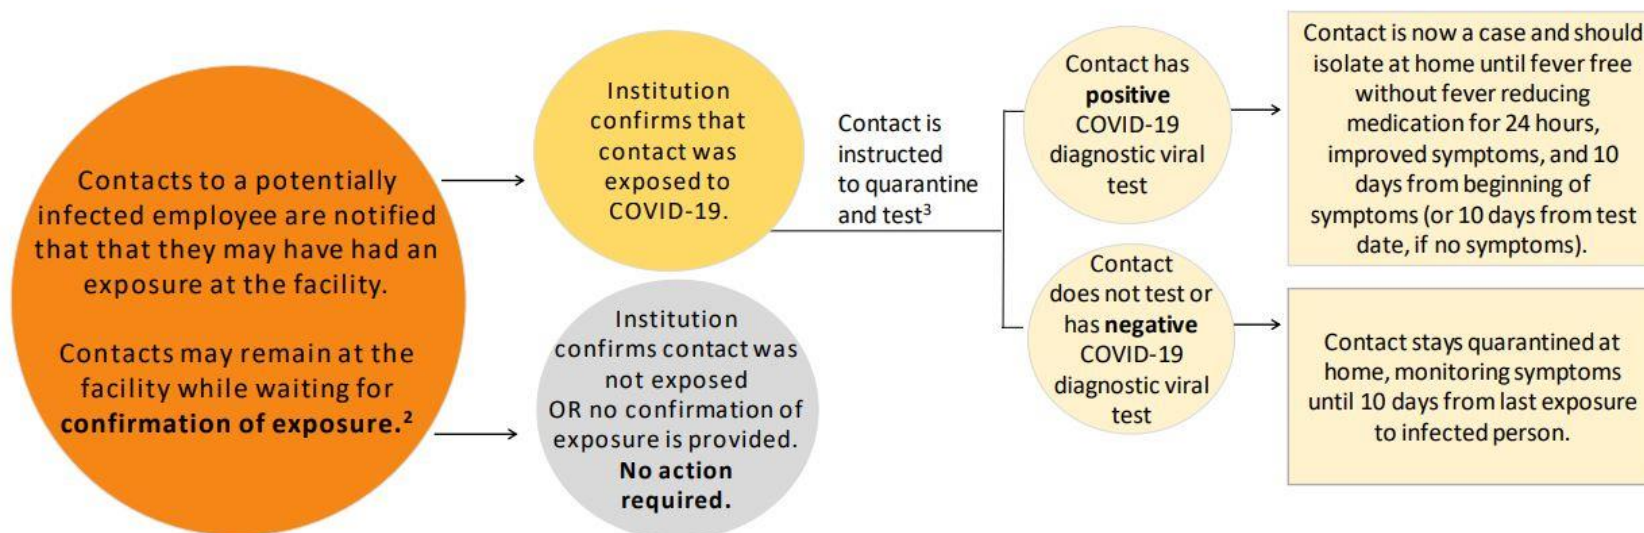 Contacts to a potentially
infected employee are notified
that that they may have had an
exposure at the facility.
Contacts may remain at the
facility while waiting for
confirmation of exposure.²
Institution
confirms that
contact was
exposed to
COVID-19.
Institution
confirms contact was
not exposed
OR no confirmation of
exposure is provided.
No action
required.
Contact is
instructed
to quarantine
and test³
Contact has
positive
COVID-19
diagnostic viral
test
Contact is now a case and should
isolate at home until fever free
without fever reducing
medication for 24 hours,
improved symptoms, and 10
days from beginning of
symptoms (or 10 days from test
date, if no symptoms).
Contact
does not test or
has negative
COVID-19
diagnostic viral
test
Contact stays quarantined at
home, monitoring symptoms
until 10 days from last exposure
to infected person.